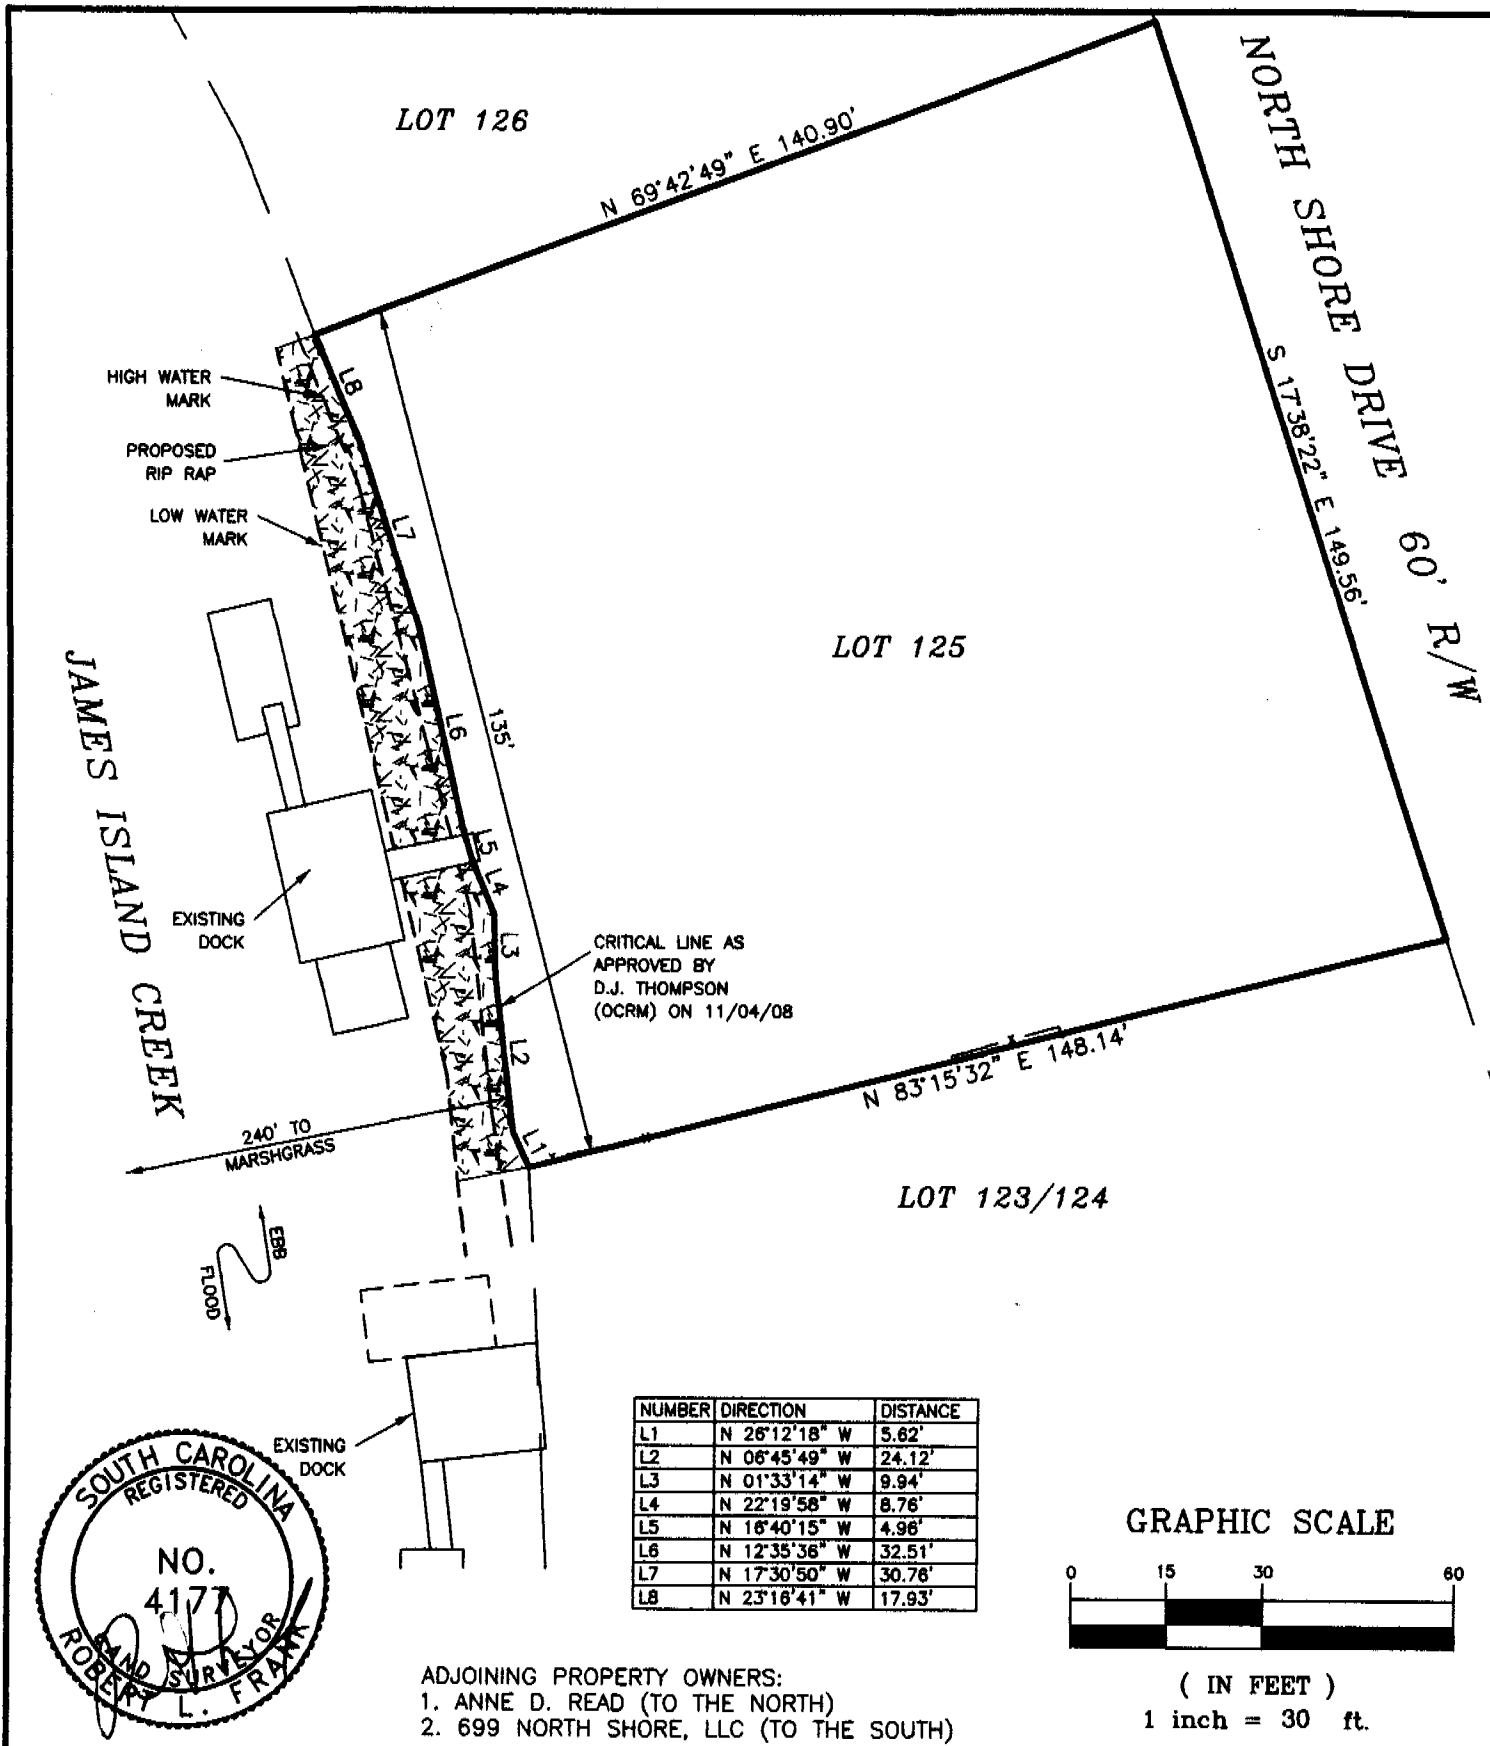 LOT 126
N 69°42'49" E 140.90'
NORTH SHORE DRIVE 60' R/W
S 17°38'22" E 149.56'
HIGH WATER
MARK
PROPOSED
RIP RAP
LOW WATER
MARK
L8
L7
L6
L5
L4
L3
L2
L1
135'
LOT 125
JAMES ISLAND CREEK
EXISTING
DOCK
CRITICAL LINE AS
APPROVED BY
D.J. THOMPSON
(OCRM) ON 11/04/08
N 83°15'32" E 148.14'
240' TO
MARSHGRASS
LOT 123/124
EBB
FLOOD
EXISTING
DOCK
NUMBER DIRECTION DISTANCE
L1 N 26°12'18" W 5.62'
L2 N 06°45'49" W 24.12'
L3 N 01°33'14" W 9.94'
L4 N 22°19'58" W 8.76'
L5 N 16°40'15" W 4.96'
L6 N 12°35'36" W 32.51'
L7 N 17°30'50" W 30.76'
L8 N 23°16'41" W 17.93'
SOUTH CAROLINA
REGISTERED
NO.
4177
LAND SURVEYOR
ROBERT L. FRANK
GRAPHIC SCALE
0 15 30 60
( IN FEET )
1 inch = 30 ft.
ADJOINING PROPERTY OWNERS:
1. ANNE D. READ (TO THE NORTH)
2. 699 NORTH SHORE, LLC (TO THE SOUTH)